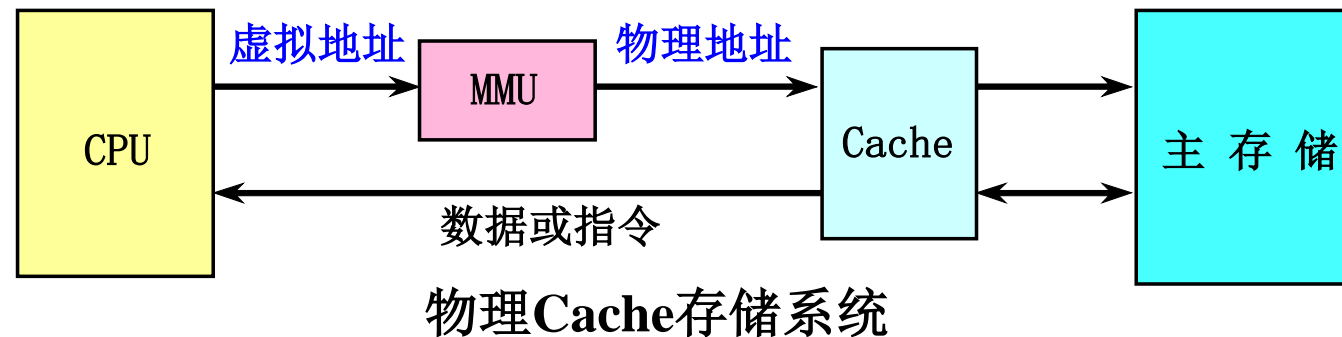 虚拟地址
物理地址
MMU
CPU
Cache
主 存 储
数据或指令
物理Cache存储系统